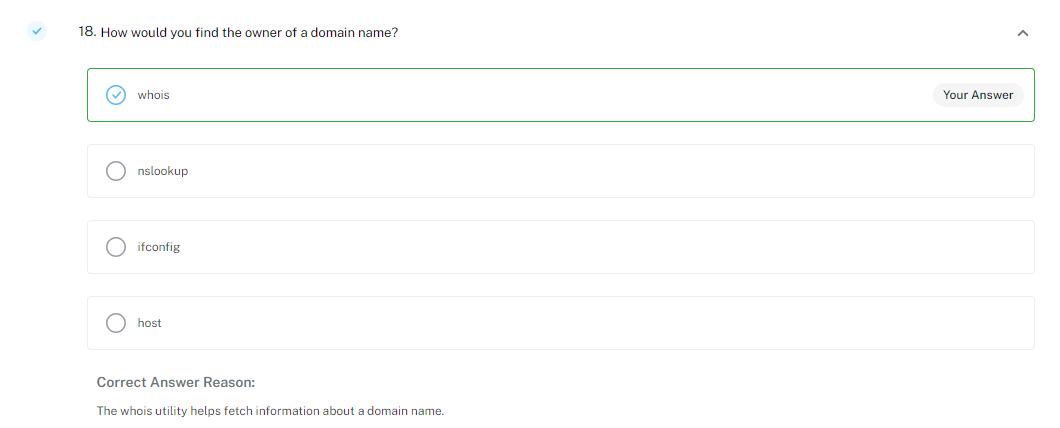 18. How would you find the owner of a domain name?
whois
Your Answer
nslookup
ifconfig
host
Correct Answer Reason:
The whois utility helps fetch information about a domain name.